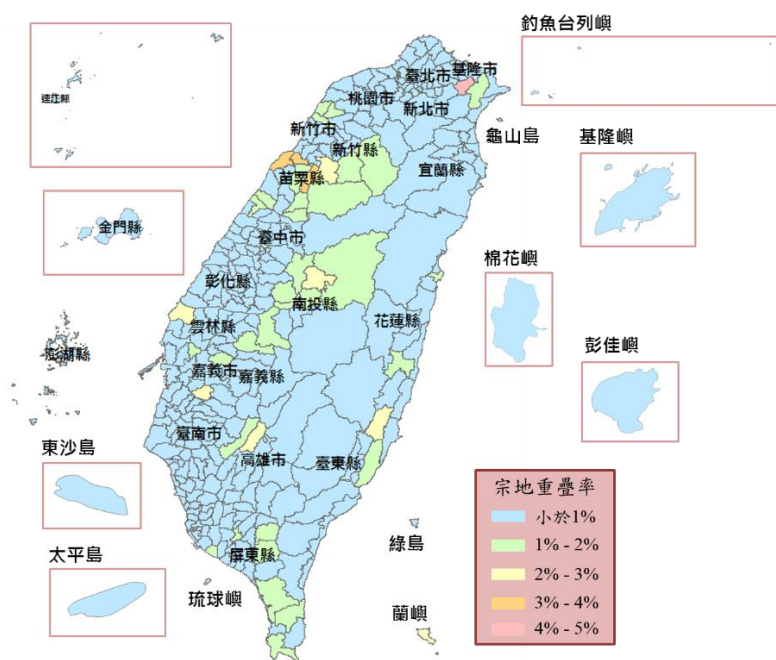 釣魚台列嶼
連江縣
臺北市
基隆市
桃園市
新北市
新竹市
新竹縣
龜山島
基隆嶼
宜蘭縣
苗栗縣
金門縣
臺中市
棉花嶼
彰化縣
南投縣
花蓮縣
雲林縣
澎湖縣
彭佳嶼
嘉義市
嘉義縣
臺南市
高雄市
臺東縣
東沙島
宗地重疊率
小於1%
1% - 2%
2% - 3%
3% - 4%
4% - 5%
綠島
太平島
屏東縣
琉球嶼
蘭嶼